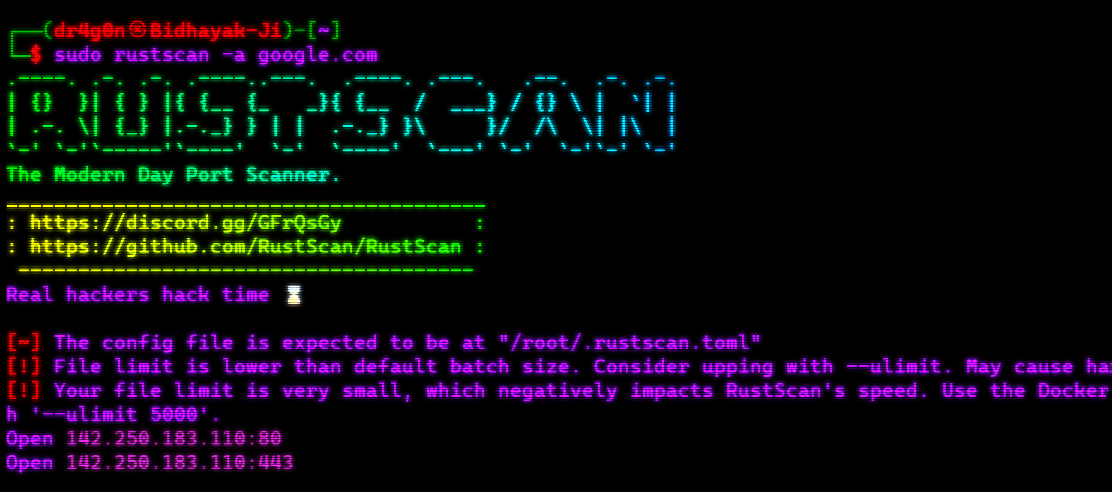 ┌──(dr4g0n㉿Bidhayak-Ji)-[~]
└─$ sudo rustscan -a google.com
.----. .-. .-. .----..---.  .----. .---.   .--.  .-. .-.
| {}  }| { } |{ {__ {_   _}{ {__  /  ___} / {} \ |  `| |
| .-. \| {_} |.-._} } | |  .-._} }\     }/  /\  \| |\  |
`-' `-'`-----'`----'  `-'  `----'  `---' `-'  `-'`-' `-'
The Modern Day Port Scanner.
________________________________________
: https://discord.gg/GFrQsGy           :
: https://github.com/RustScan/RustScan :
 --------------------------------------
Real hackers hack time ⌛
[~] The config file is expected to be at "/root/.rustscan.toml"
[!] File limit is lower than default batch size. Consider upping with --ulimit. May cause ha
[!] Your file limit is very small, which negatively impacts RustScan's speed. Use the Docker
h '--ulimit 5000'.
Open 142.250.183.110:80
Open 142.250.183.110:443